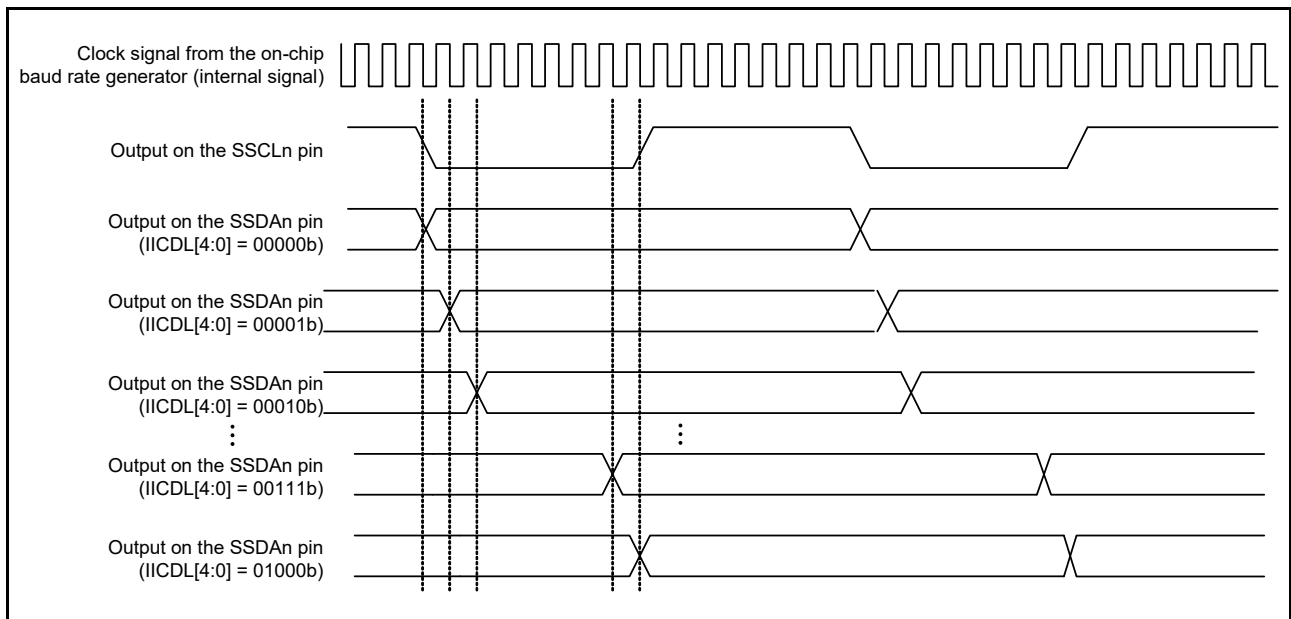 Clock signal from the on-chip
baud rate generator (internal signal)
Output on the SSCLn pin
Output on the SSDAn pin
(IICDL[4:0] = 00000b)
Output on the SSDAn pin
(IICDL[4:0] = 00001b)
Output on the SSDAn pin
(IICDL[4:0] = 00010b)
Output on the SSDAn pin
(IICDL[4:0] = 00111b)
Output on the SSDAn pin
(IICDL[4:0] = 01000b)